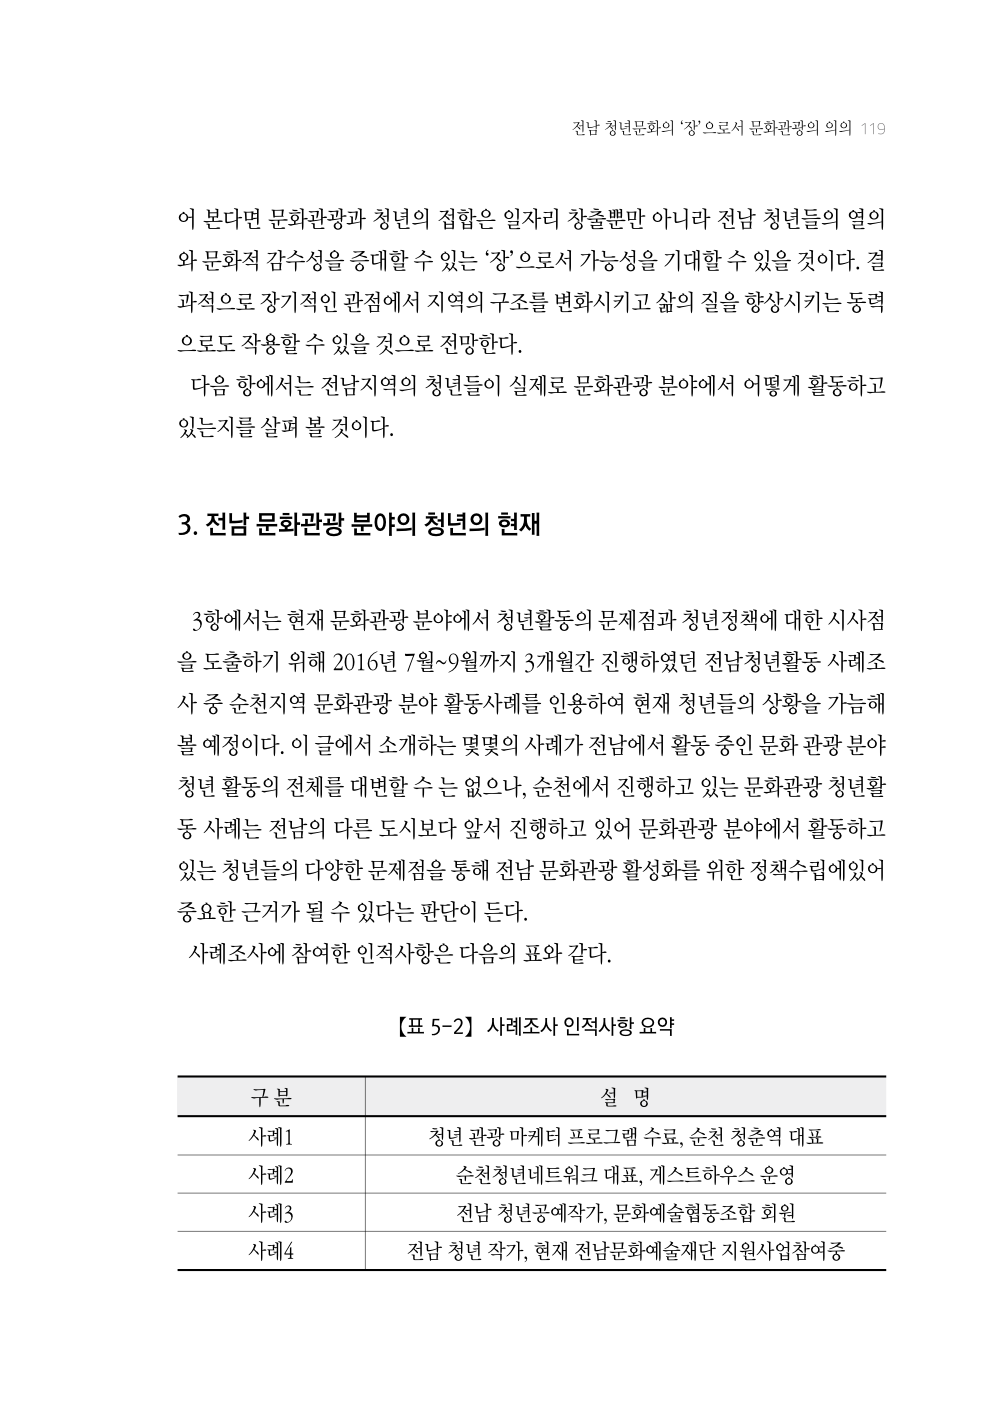 전남 청년문화의 ‘장’으로서 문화관광의 의의 119
어 본다면 문화관광과 청년의 접합은 일자리 창출뿐만 아니라 전남 청년들의 열의
와 문화적 감수성을 증대할 수 있는 ‘장’으로서 가능성을 기대할 수 있을 것이다. 결
과적으로 장기적인 관점에서 지역의 구조를 변화시키고 삶의 질을 향상시키는 동력
으로도 작용할 수 있을 것으로 전망한다.
다음 항에서는 전남지역의 청년들이 실제로 문화관광 분야에서 어떻게 활동하고
있는지를 살펴 볼 것이다.
3. 전남 문화관광 분야의 청년의 현재
3항에서는 현재 문화관광 분야에서 청년활동의 문제점과 청년정책에 대한 시사점
을 도출하기 위해 2016년 7월~9월까지 3개월간 진행하였던 전남청년활동 사례조
사 중 순천지역 문화관광 분야 활동사례를 인용하여 현재 청년들의 상황을 가늠해
볼 예정이다. 이 글에서 소개하는 몇몇의 사례가 전남에서 활동 중인 문화 관광 분야
청년 활동의 전체를 대변할 수 는 없으나, 순천에서 진행하고 있는 문화관광 청년활
동 사례는 전남의 다른 도시보다 앞서 진행하고 있어 문화관광 분야에서 활동하고
있는 청년들의 다양한 문제점을 통해 전남 문화관광 활성화를 위한 정책수립에있어
중요한 근거가 될 수 있다는 판단이 든다.
사례조사에 참여한 인적사항은 다음의 표와 같다.
【표 5-2】 사례조사 인적사항 요약
구 분 설 명
사례1 청년 관광 마케터 프로그램 수료, 순천 청춘역 대표
사례2 순천청년네트워크 대표, 게스트하우스 운영
사례3 전남 청년공예작가, 문화예술협동조합 회원
사례4 전남 청년 작가, 현재 전남문화예술재단 지원사업참여중